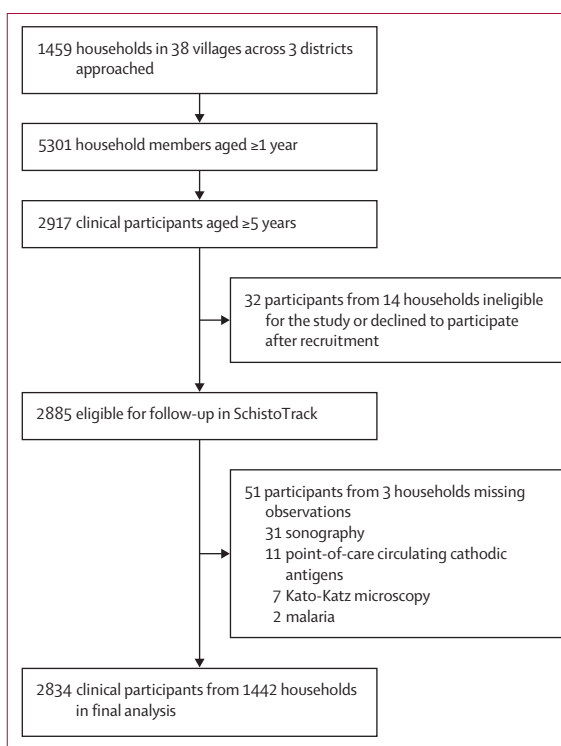 1459 households in 38 villages across 3 districts
approached
5301 household members aged ≥1 year
2917 clinical participants aged ≥5 years
32 participants from 14 households ineligible
for the study or declined to participate
after recruitment
2885 eligible for follow-up in SchistoTrack
51 participants from 3 households missing
observations
31 sonography
11 point-of-care circulating cathodic
antigens
7 Kato-Katz microscopy
2 malaria
2834 clinical participants from 1442 households
in final analysis